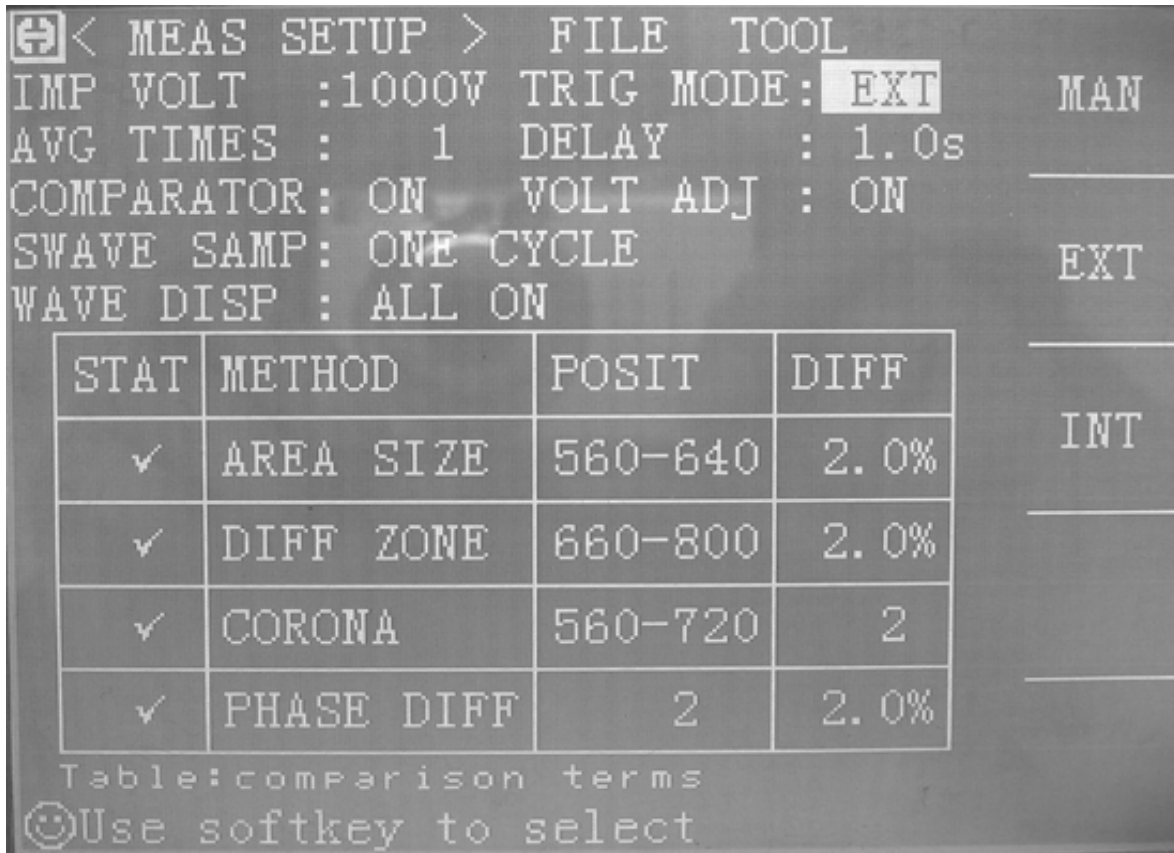 < MEAS SETUP > FILE TOOL
IMP VOLT :1000V TRIG MODE: EXT
MAN
AVG TIMES : 1 DELAY : 1.0s
COMPARATOR: ON VOLT ADJ : ON
SWAVE SAMP: ONE CYCLE
EXT
WAVE DISP : ALL ON
STAT METHOD POSIT DIFF
INT
✓ AREA SIZE 560-640 2.0%
✓ DIFF ZONE 660-800 2.0%
✓ CORONA 560-720 2
✓ PHASE DIFF 2 2.0%
Table:comparison terms
Use softkey to select